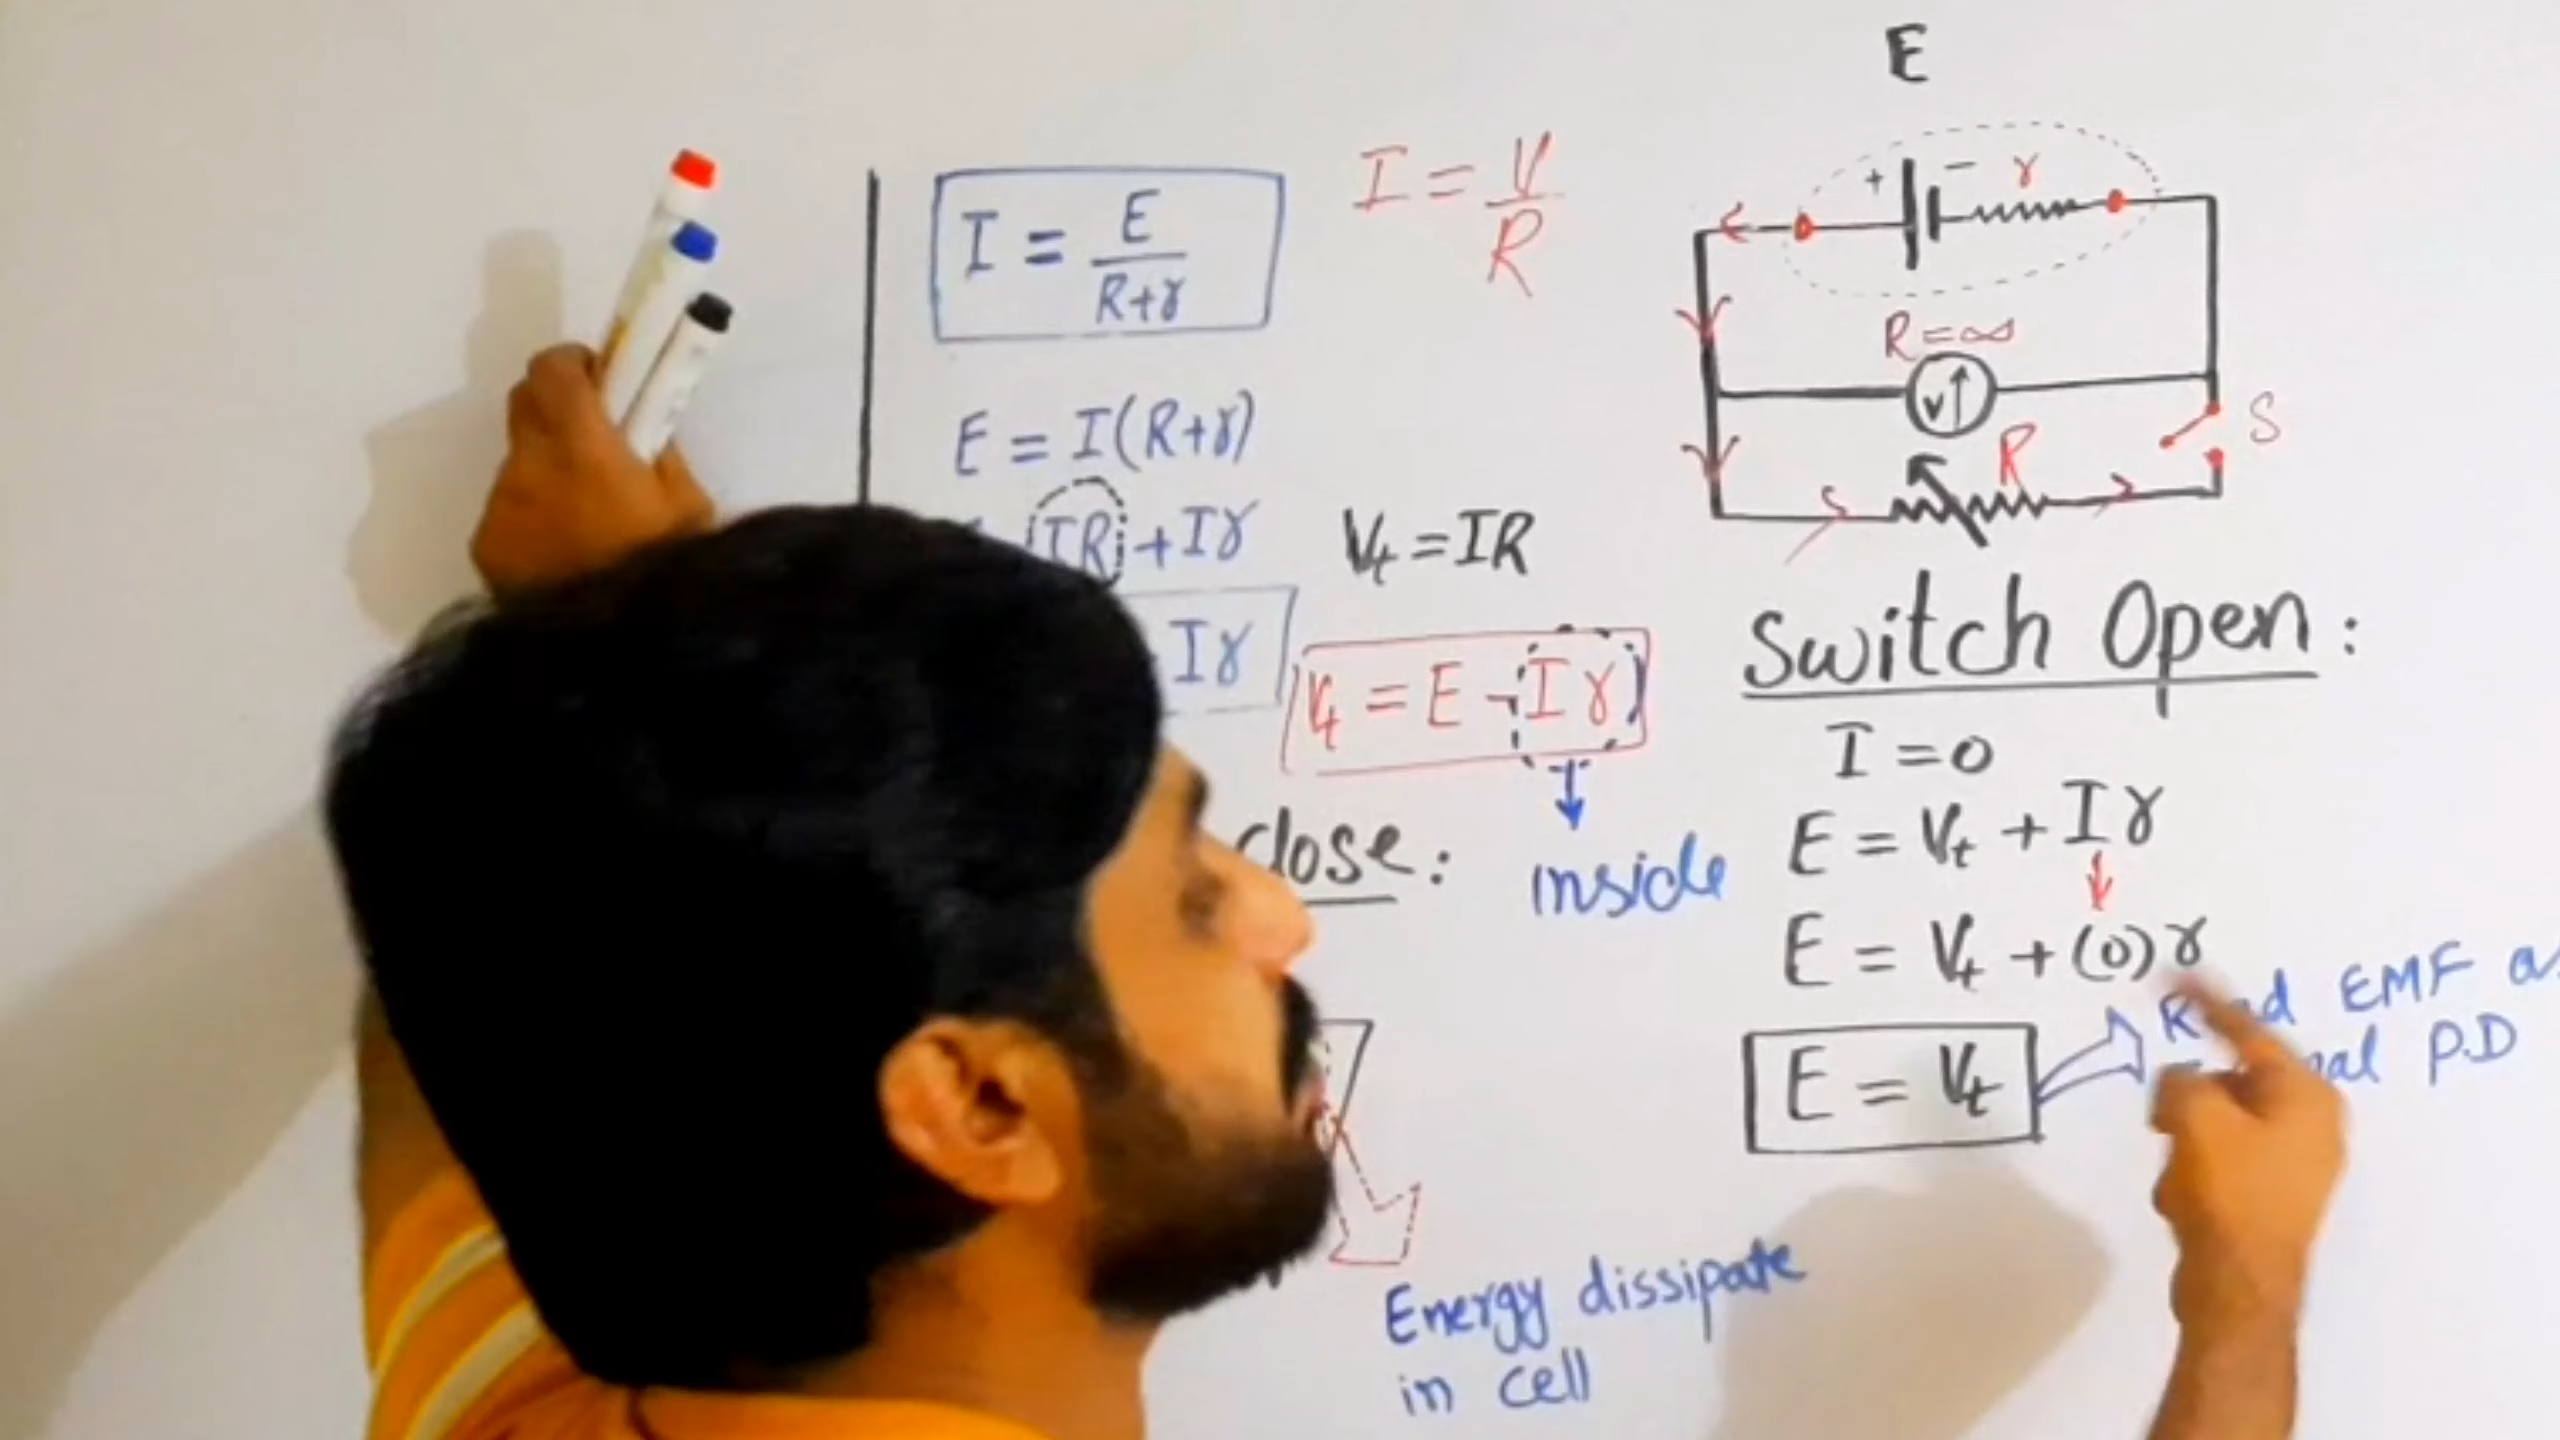 I = E/(R+r)
E = I(R+r)
IR + Ir
Ir
I = V/R
Vt = IR
Vt = E - Ir
close:
inside
Energy dissipate
in cell
E
+ − r
R = ∞
V
S
R
Switch Open:
I = 0
E = Vt + Ir
E = Vt + (0)r
E = Vt
EMF
P.D